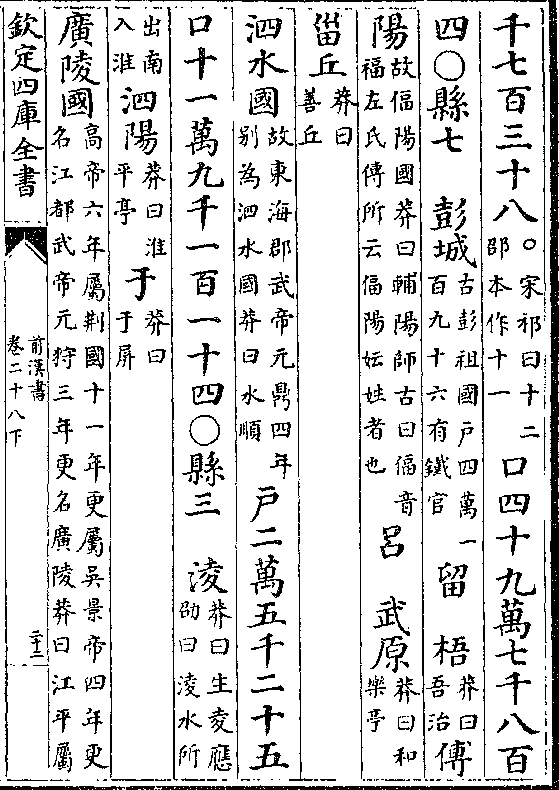 千七百三十八○宋祁曰十二邵本作十一口四十九萬七千八百
四○縣七 彭城古彭祖國戶四萬一百九十六有鐵官 留 梧莽曰吾治 傅
陽故偪陽國莽曰輔陽師古曰偪音福左氏傳所云偪陽妘姓者也 呂 武原莽曰和樂亭
甾丘莽曰善丘
泗水國故東海郡武帝元鼎四年别為泗水國莽曰水順 戶二萬五千二十五
口十一萬九千一百一十四○縣三 淩莽曰生夌應劭曰淩水所
出南入淮 泗陽莽曰淮平亭 于莽曰于屏
廣陵國高帝六年屬荆國十一年更屬吳景帝四年更名江都武帝元狩三年更名廣陵莽曰江平屬
欽定四庫全書
前漢書
卷二十八下
二十二